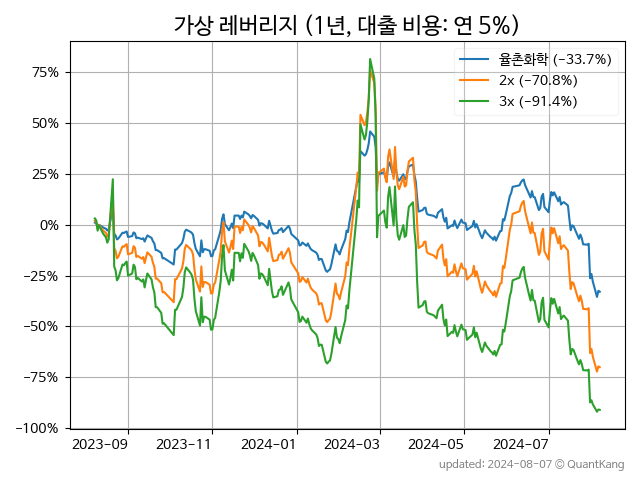 가상 레버리지 (1년, 대출 비용: 연 5%)
율촌화학 (−33.7%)
2x (−70.8%)
3x (−91.4%)
75%
50%
25%
0%
−25%
−50%
−75%
−100%
2023-09
2023-11
2024-01
2024-03
2024-05
2024-07
updated: 2024-08-07 © QuantKang